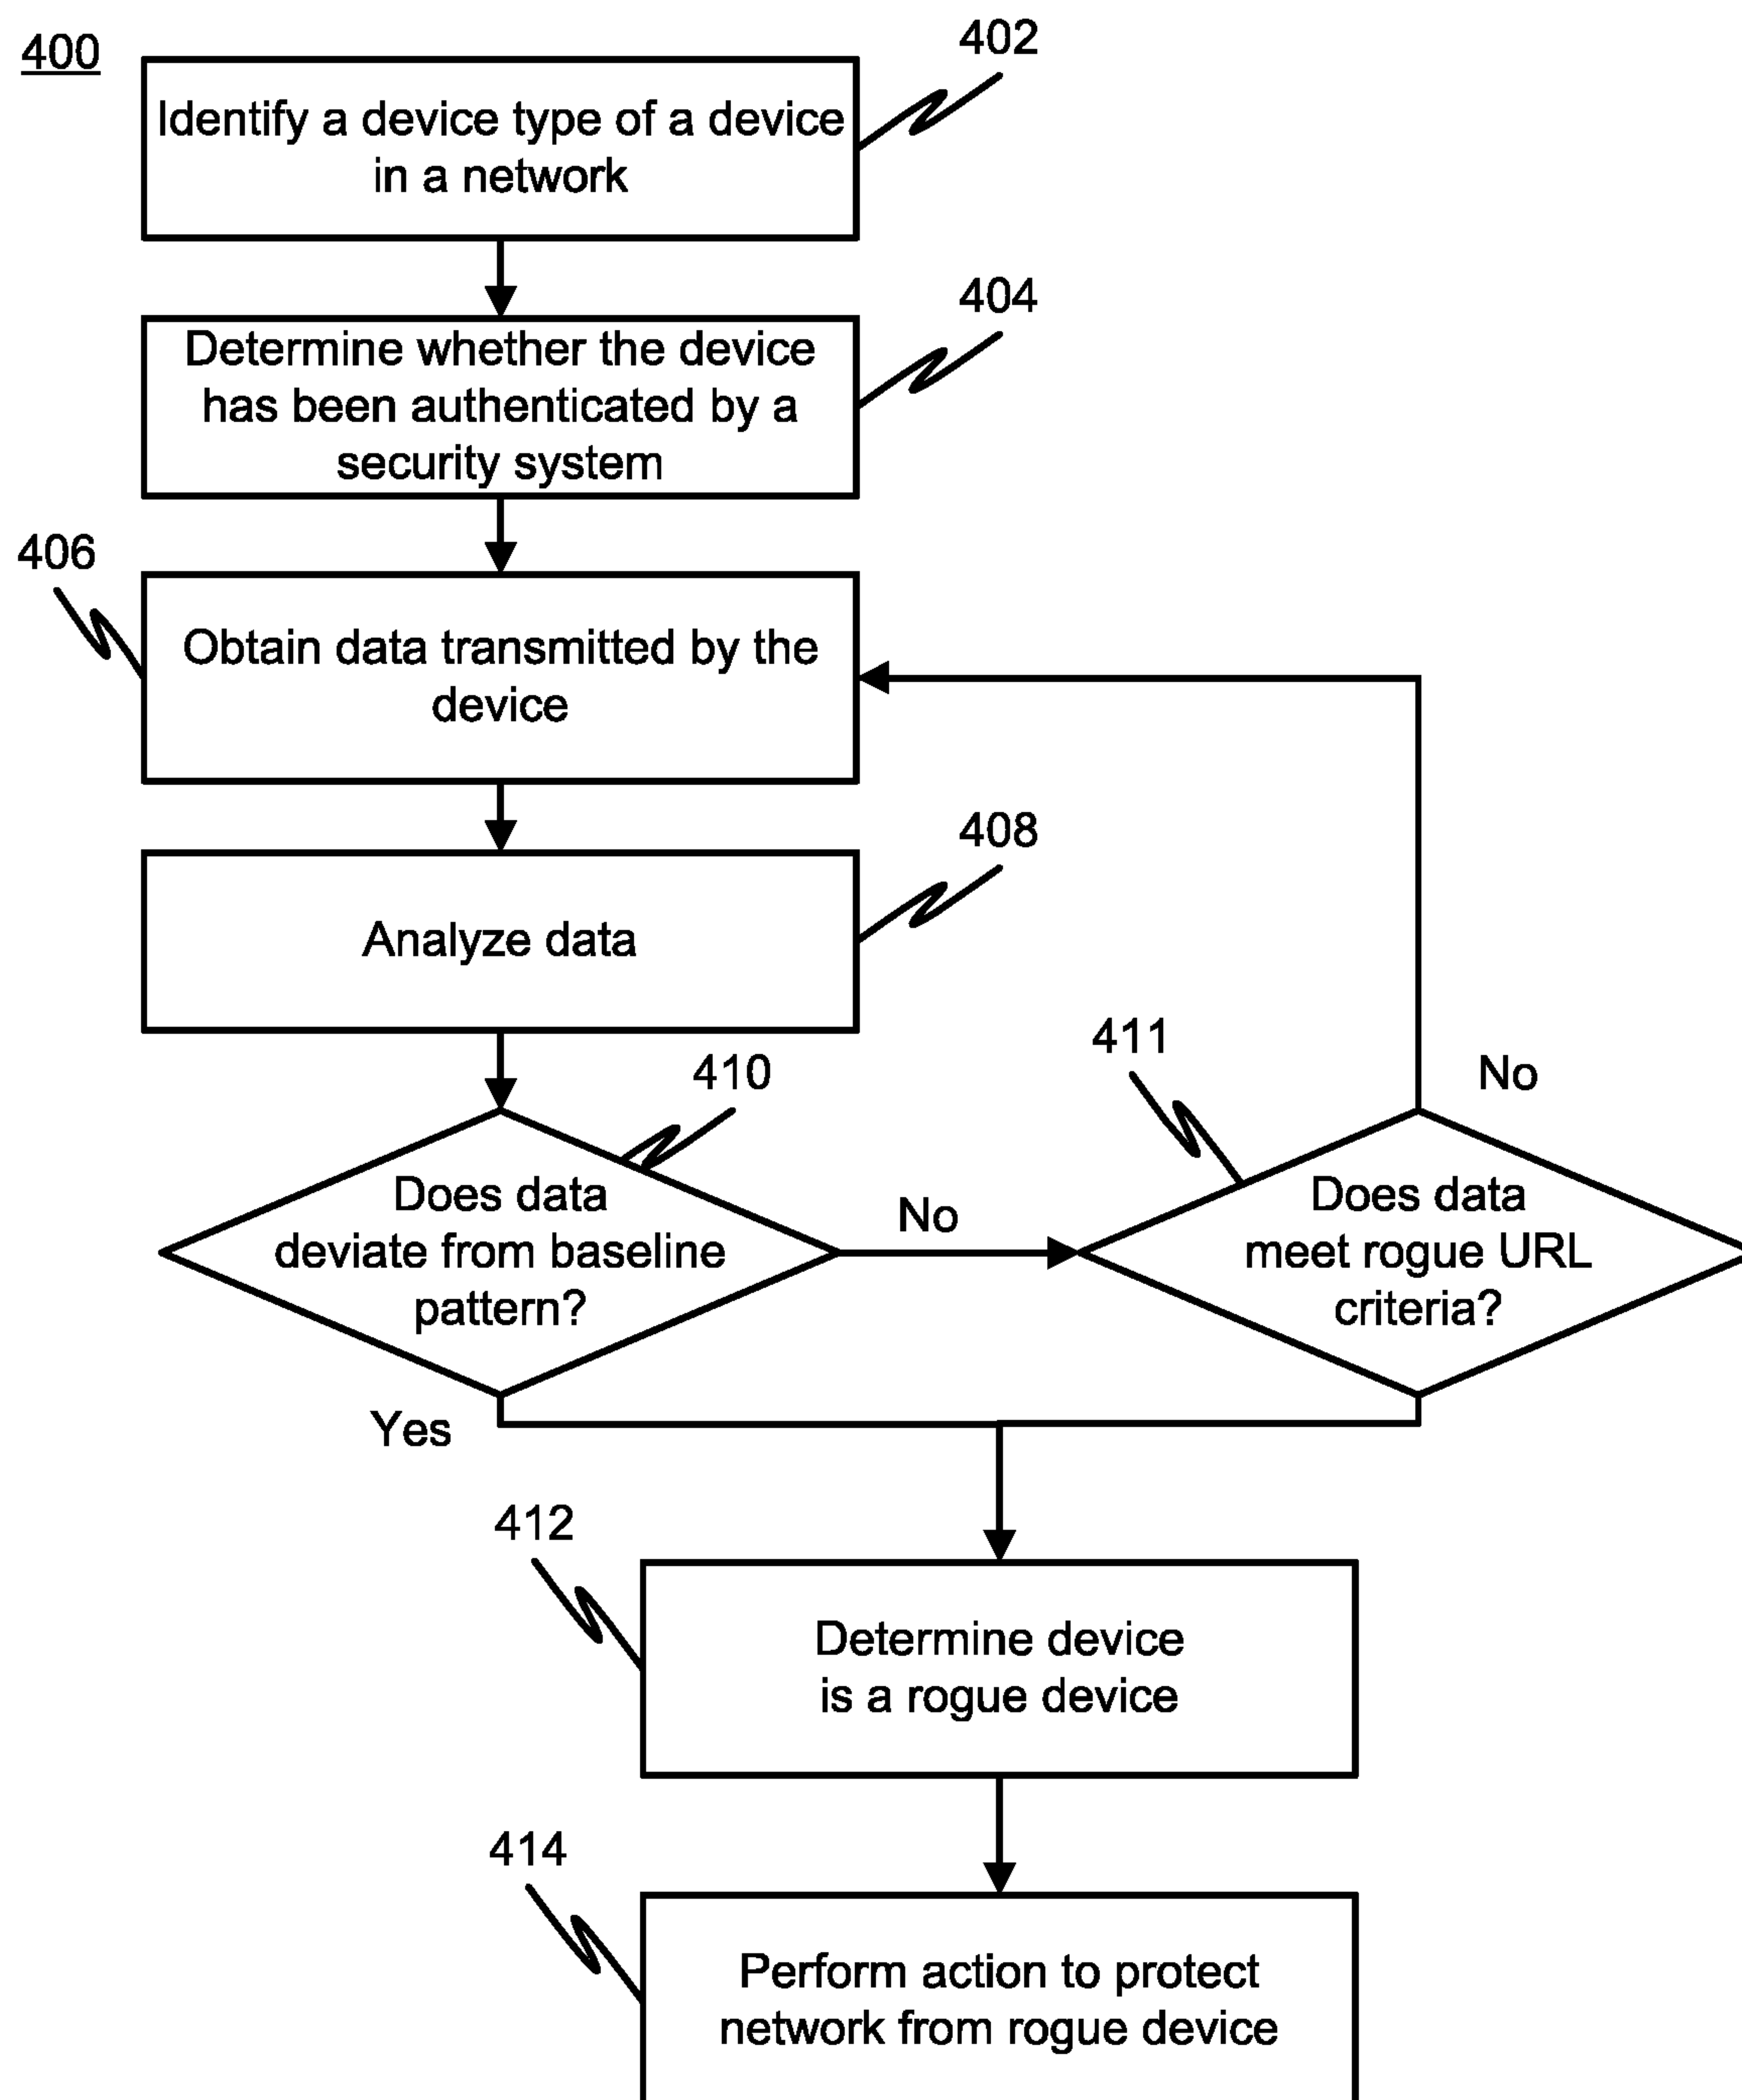 400
402
Identify a device type of a device
in a network
404
Determine whether the device
has been authenticated by a
security system
406
Obtain data transmitted by the
device
408
Analyze data
410
411
No
Does data
deviate from baseline
pattern?
No
Does data
meet rogue URL
criteria?
Yes
412
Determine device
is a rogue device
414
Perform action to protect
network from rogue device